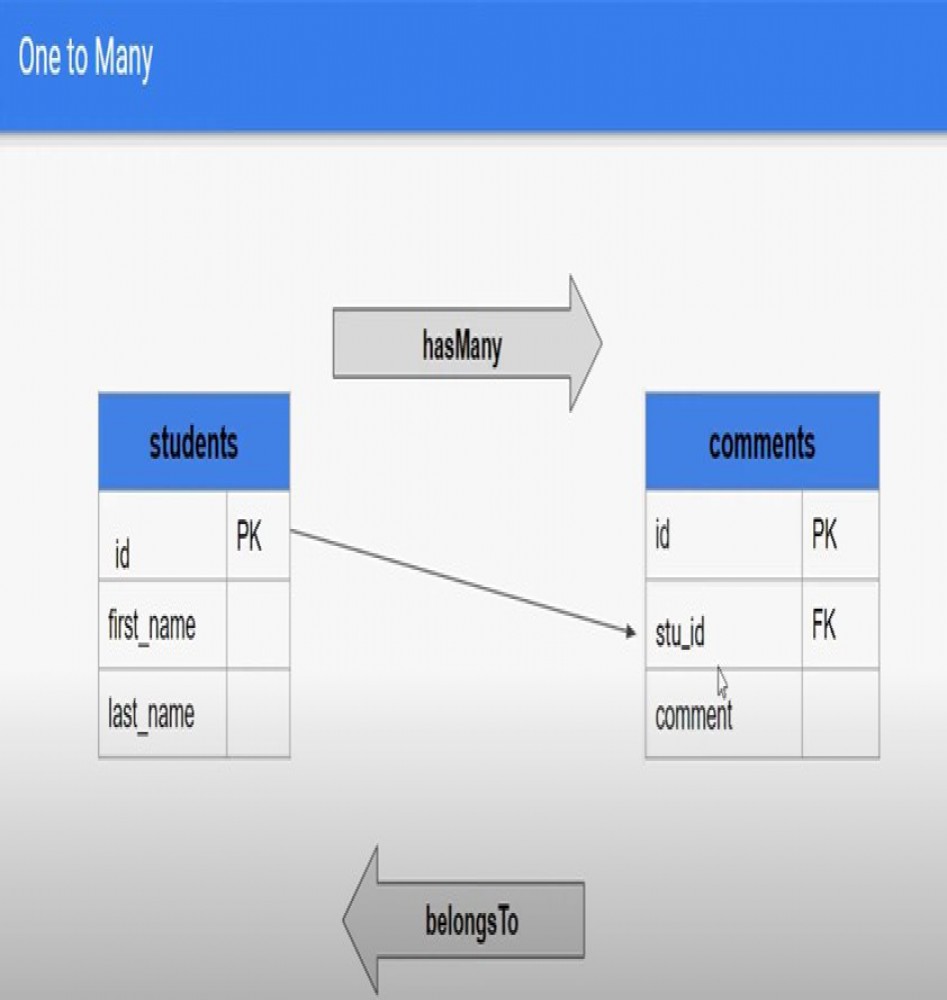 One to Many
hasMany
students
id PK
first_name
last_name
comments
id PK
stu_id FK
comment
belongsTo